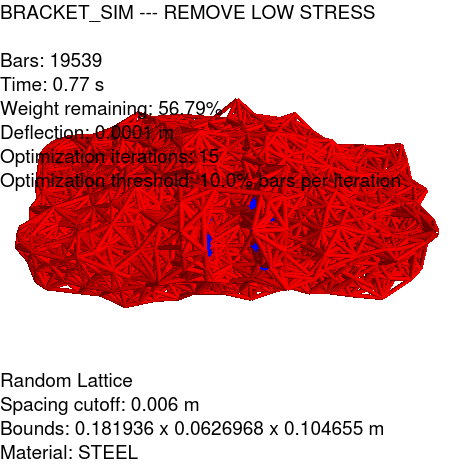 BRACKET_SIM --- REMOVE LOW STRESS
Bars: 19539
Time: 0.77 s
Weight remaining: 56.79%
Deflection: 0.0001 m
Optimization iterations: 15
Optimization threshold: 10.0% bars per iteration
Random Lattice
Spacing cutoff: 0.006 m
Bounds: 0.181936 x 0.0626968 x 0.104655 m
Material: STEEL